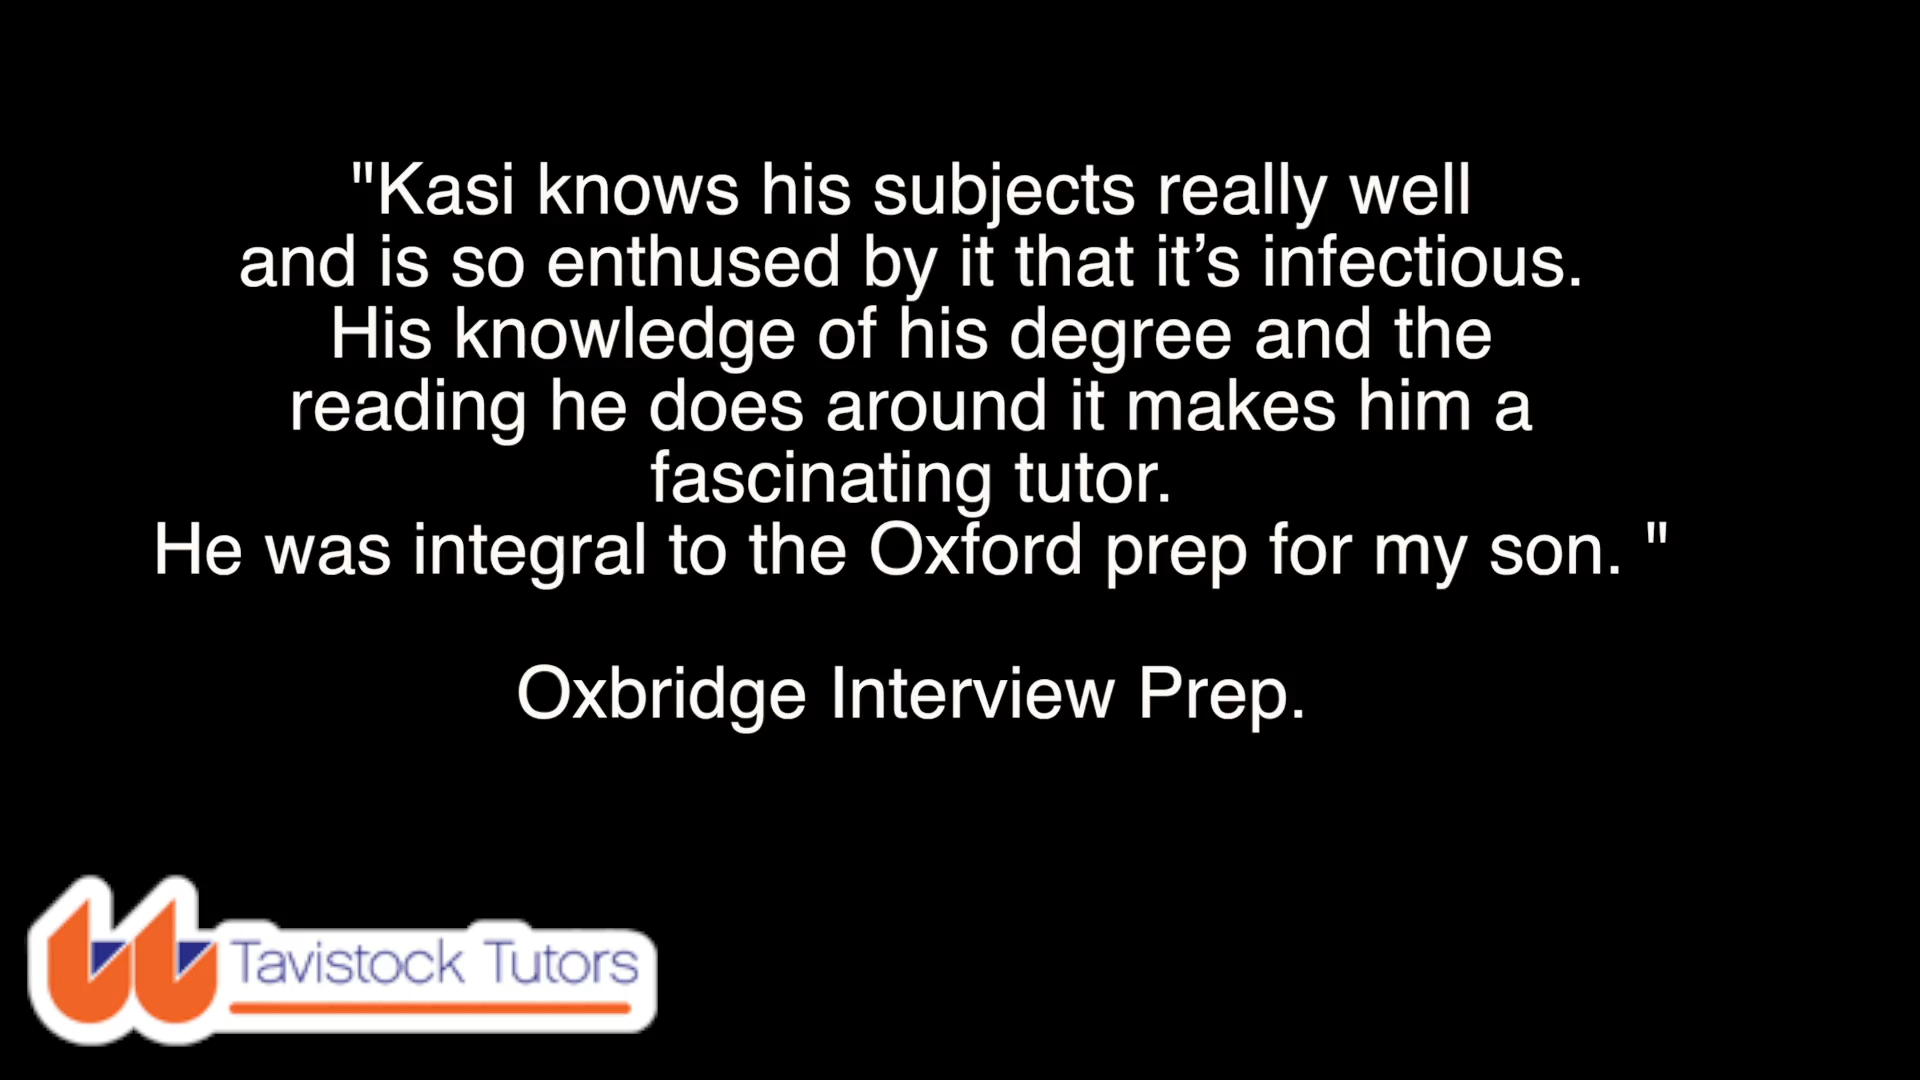 "Kasi knows his subjects really well
and is so enthused by it that it’s infectious.
His knowledge of his degree and the
reading he does around it makes him a
fascinating tutor.
He was integral to the Oxford prep for my son. "
Oxbridge Interview Prep.
Tavistock Tutors